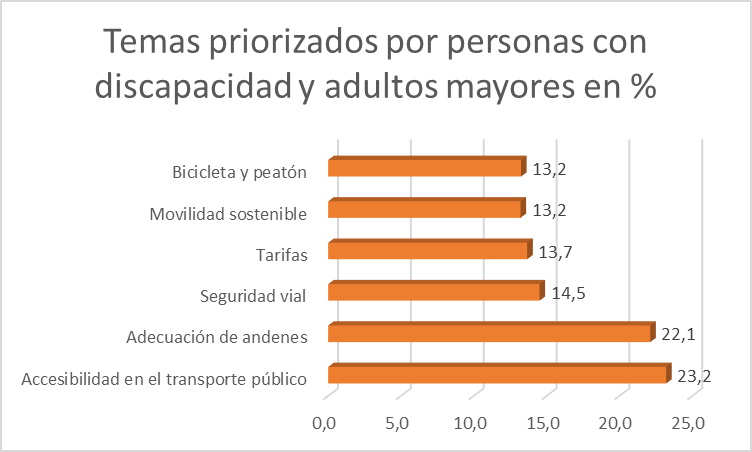 Temas priorizados por personas con
discapacidad y adultos mayores en %
Bicicleta y peatón 13,2
Movilidad sostenible 13,2
Tarifas 13,7
Seguridad vial 14,5
Adecuación de andenes 22,1
Accesibilidad en el transporte público 23,2
0,0 5,0 10,0 15,0 20,0 25,0